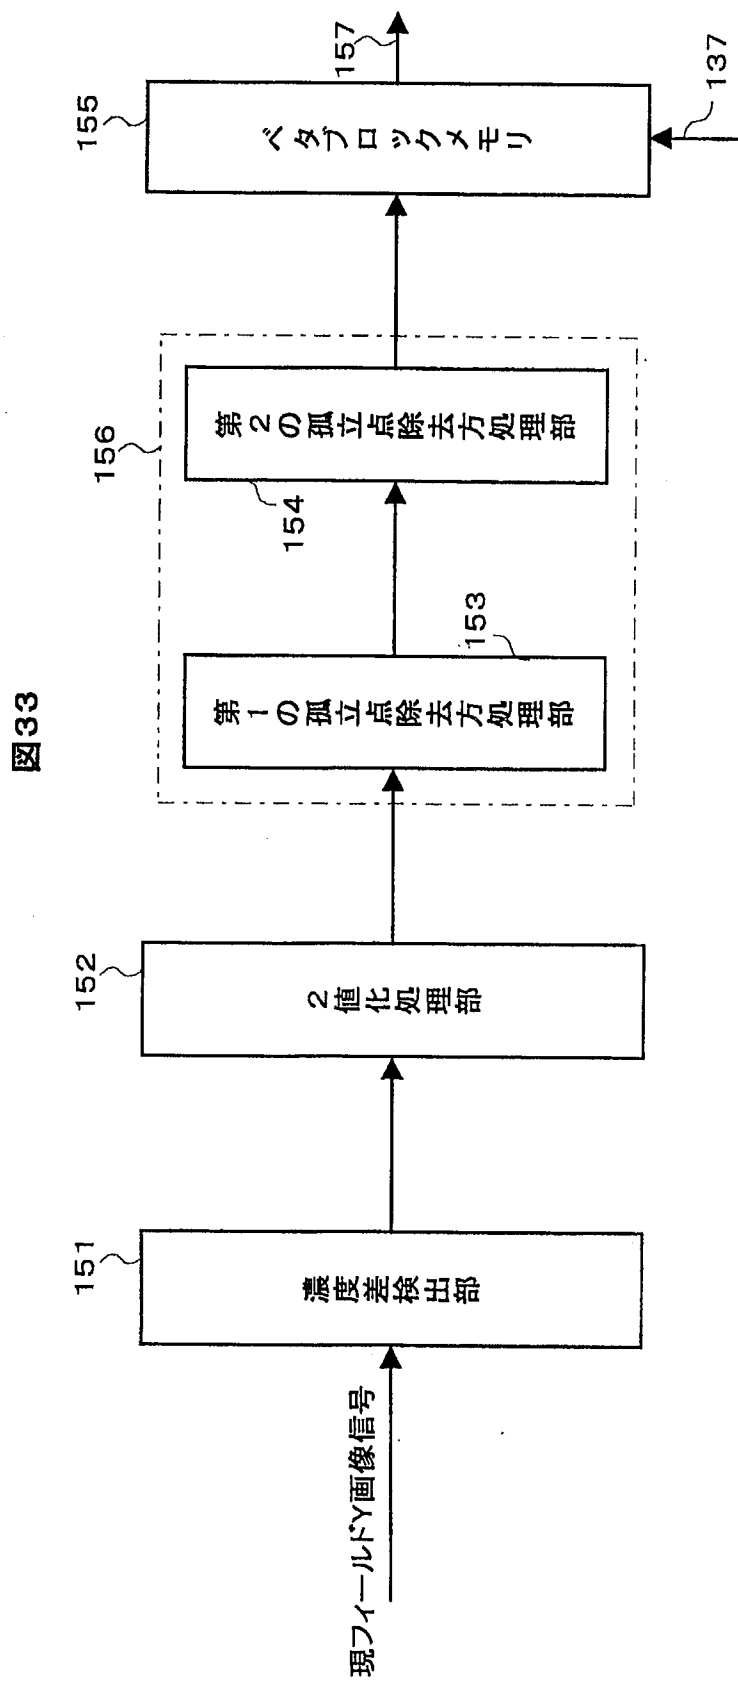 図33
現フィールドY画像信号
151
濃度差検出部
152
2値化処理部
153
第1の孤立点除去方処理部
154
第2の孤立点除去方処理部
156
155
ベタブロックメモリ
157
137